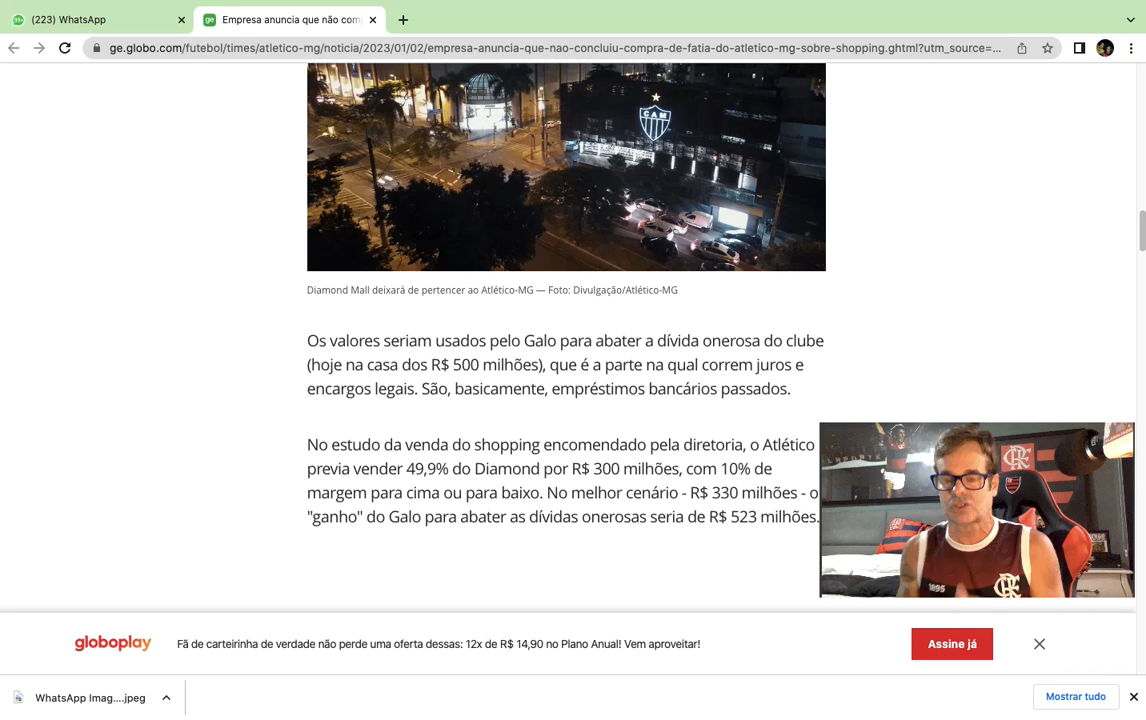 99+
(223) WhatsApp
ge
Empresa anuncia que não com
ge.globo.com/futebol/times/atletico-mg/noticia/2023/01/02/empresa-anuncia-que-nao-concluiu-compra-de-fatia-do-atletico-mg-sobre-shopping.ghtml?utm_source=...
CAM
Diamond Mall deixará de pertencer ao Atlético-MG — Foto: Divulgação/Atlético-MG
Os valores seriam usados pelo Galo para abater a dívida onerosa do clube
(hoje na casa dos R$ 500 milhões), que é a parte na qual correm juros e
encargos legais. São, basicamente, empréstimos bancários passados.
No estudo da venda do shopping encomendado pela diretoria, o Atlético
previa vender 49,9% do Diamond por R$ 300 milhões, com 10% de
margem para cima ou para baixo. No melhor cenário - R$ 330 milhões - o
"ganho" do Galo para abater as dívidas onerosas seria de R$ 523 milhões.
1895
globoplay
Fã de carteirinha de verdade não perde uma oferta dessas: 12x de R$ 14,90 no Plano Anual! Vem aproveitar!
Assine já
WhatsApp Imag....jpeg
Mostrar tudo